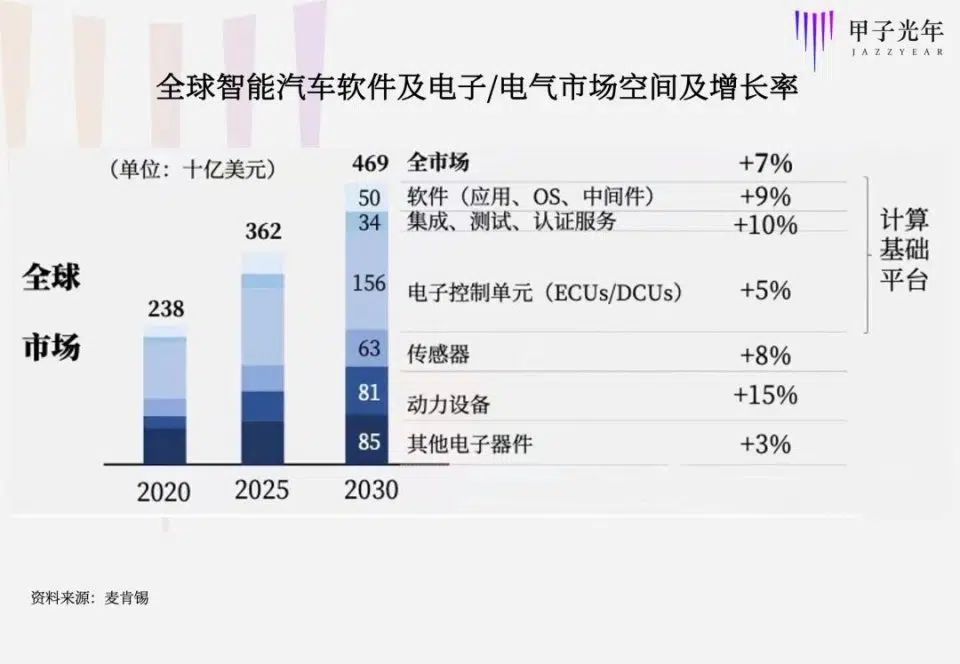 甲子光年
JAZZYEAR
全球智能汽车软件及电子/电气市场空间及增长率
（单位：十亿美元）
全球
市场
238
362
469 全市场 +7%
50 软件（应用、OS、中间件） +9%
34 集成、测试、认证服务 +10%
156 电子控制单元（ECUs/DCUs） +5%
63 传感器 +8%
81 动力设备 +15%
85 其他电子器件 +3%
计算
基础
平台
2020 2025 2030
资料来源：麦肯锡